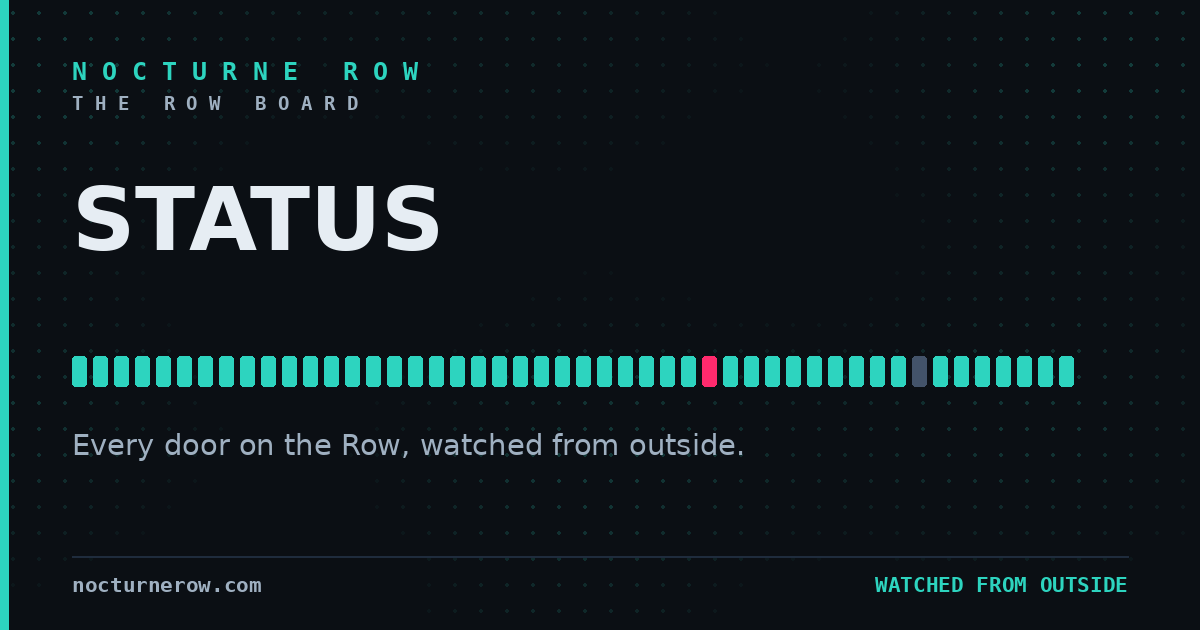 NOCTURNE ROW
THE ROW BOARD
STATUS
Every door on the Row, watched from outside.
nocturnerow.com
WATCHED FROM OUTSIDE